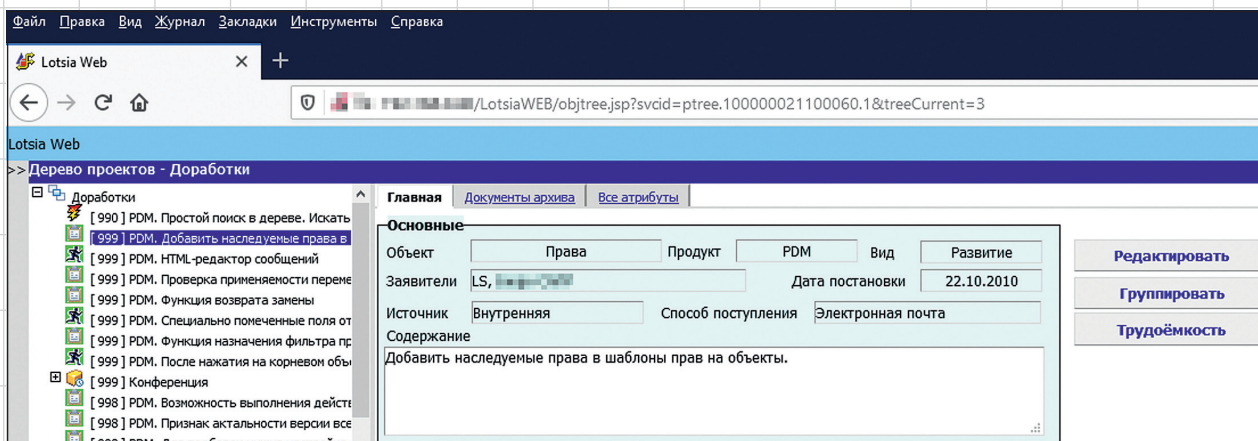 Файл Правка Вид Журнал Закладки Инструменты Справка
Lotsia Web
/LotsiaWEB/objtree.jsp?svcid=ptree.100000021100060.1&treeCurrent=3
Lotsia Web
>> Дерево проектов - Доработки
Доработки
[ 990 ] PDM. Простой поиск в дереве. Искать
[ 999 ] PDM. Добавить наследуемые права в
[ 999 ] PDM. HTML-редактор сообщений
[ 999 ] PDM. Проверка применяемости переме
[ 999 ] PDM. Функция возврата замены
[ 999 ] PDM. Специально помеченные поля от
[ 999 ] PDM. Функция назначения фильтра пр
[ 999 ] PDM. После нажатия на корневом объ
[ 999 ] Конференция
[ 998 ] PDM. Возможность выполнения действ
[ 998 ] PDM. Признак актальности версии все
Главная Документы архива Все атрибуты
Основные
Объект Права Продукт PDM Вид Развитие
Заявители LS, Дата постановки 22.10.2010
Источник Внутренняя Способ поступления Электронная почта
Содержание
Добавить наследуемые права в шаблоны прав на объекты.
Редактировать
Группировать
Трудоёмкость